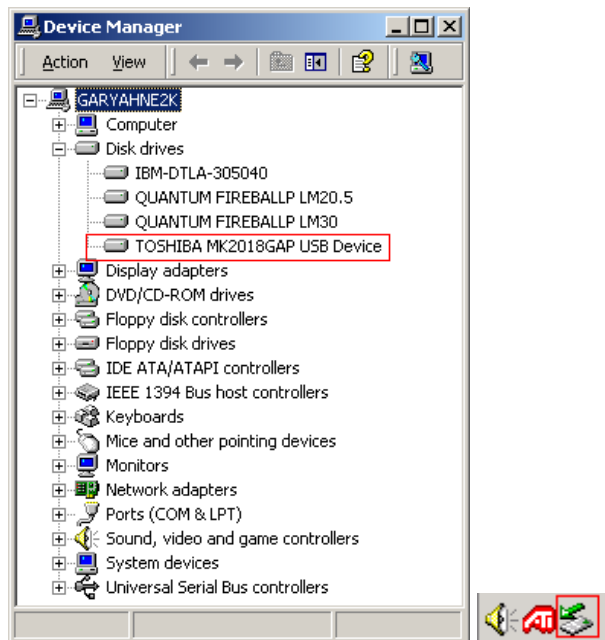 Device Manager
Action View
GARYAHNE2K
Computer
Disk drives
IBM-DTLA-305040
QUANTUM FIREBALLP LM20.5
QUANTUM FIREBALLP LM30
TOSHIBA MK2018GAP USB Device
Display adapters
DVD/CD-ROM drives
Floppy disk controllers
Floppy disk drives
IDE ATA/ATAPI controllers
IEEE 1394 Bus host controllers
Keyboards
Mice and other pointing devices
Monitors
Network adapters
Ports (COM & LPT)
Sound, video and game controllers
System devices
Universal Serial Bus controllers
ATI